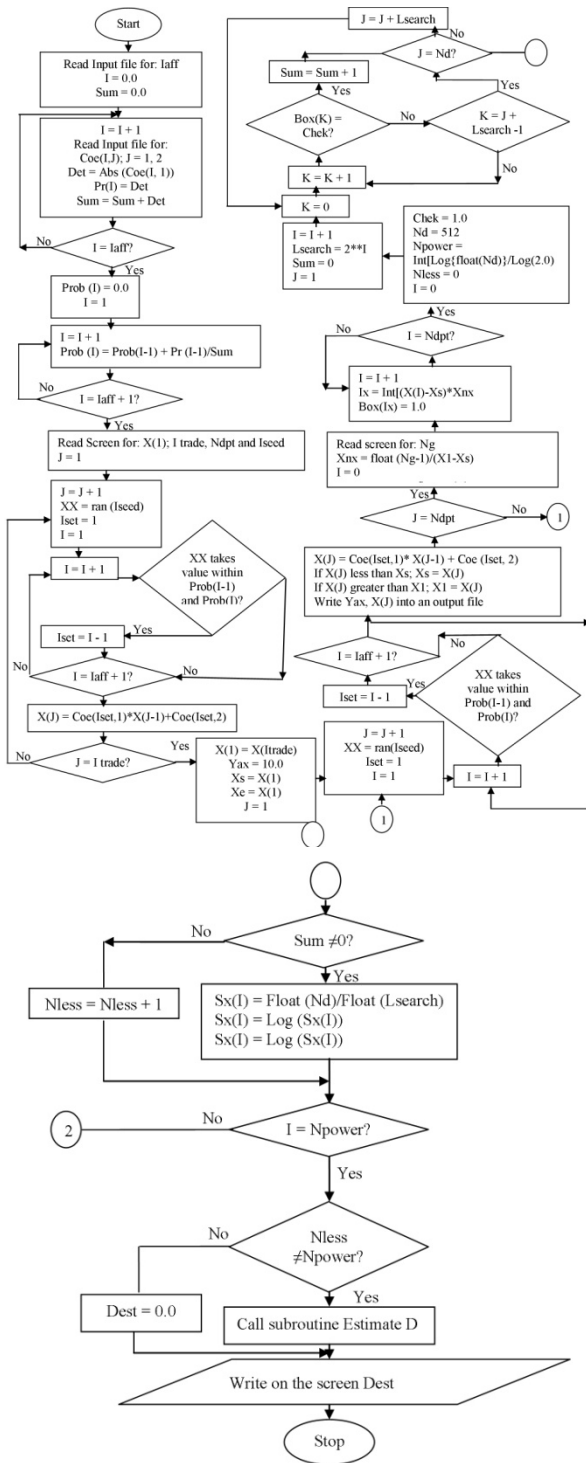 Start
Read Input file for: Iaff
I = 0.0
Sum = 0.0
I = I + 1
Read Input file for:
Coe(I,J); J = 1, 2
Det = Abs (Coe(I, 1))
Pr(I) = Det
Sum = Sum + Det
No
I = Iaff?
Yes
Prob (I) = 0.0
I = 1
I = I + 1
Prob (I) = Prob(I-1) + Pr (I-1)/Sum
No
I = Iaff + 1?
Yes
Read Screen for: X(1); I trade, Ndpt and Iseed
J = 1
J = J + 1
XX = ran (Iseed)
Iset = 1
I = 1
I = I + 1
XX takes
value within
Prob(I-1)
and Prob(I)?
Yes
Iset = I - 1
No
I = Iaff + 1?
No
X(J) = Coe(Iset,1)*X(J-1)+Coe(Iset,2)
No
J = I trade?
Yes
X(1) = X(Itrade)
Yax = 10.0
Xs = X(1)
Xe = X(1)
J = 1
J = J + 1
XX = ran(Iseed)
Iset = 1
I = 1
1
I = I + 1
XX takes
value within
Prob(I-1) and
Prob(I)?
Yes
Iset = I - 1
No
I = Iaff + 1?
X(J) = Coe(Iset,1)* X(J-1) + Coe (Iset, 2)
If X(J) less than Xs; Xs = X(J)
If X(J) greater than X1; X1 = X(J)
Write Yax, X(J) into an output file
J = Ndpt
No
1
Yes
Read screen for: Ng
Xnx = float (Ng-1)/(X1-Xs)
I = 0
I = I + 1
Ix = Int[(X(I)-Xs)*Xnx
Box(Ix) = 1.0
No
I = Ndpt?
Yes
Chek = 1.0
Nd = 512
Npower =
Int[Log{float(Nd)}/Log(2.0)
Nless = 0
I = 0
I = I + 1
Lsearch = 2**I
Sum = 0
J = 1
K = 0
K = K + 1
Box(K) =
Chek?
Yes
Sum = Sum + 1
No
K = J +
Lsearch -1
No
Yes
J = Nd?
No
J = J + Lsearch
Sum ≠0?
No
Nless = Nless + 1
Yes
Sx(I) = Float (Nd)/Float (Lsearch)
Sx(I) = Log (Sx(I))
Sx(I) = Log (Sx(I))
2
No
I = Npower?
Yes
Nless
≠Npower?
No
Dest = 0.0
Yes
Call subroutine Estimate D
Write on the screen Dest
Stop